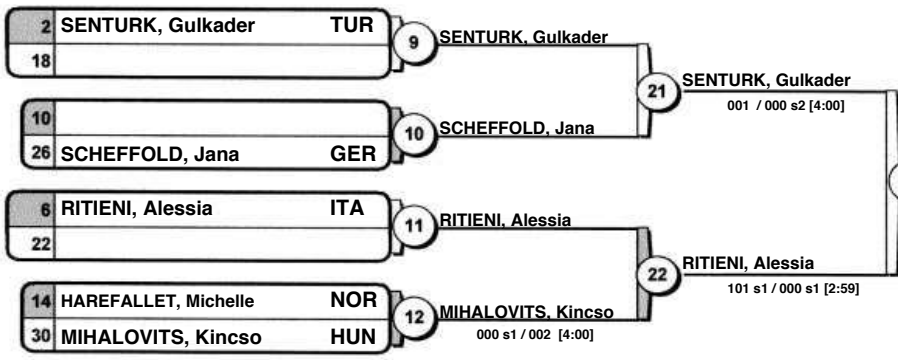 2 SENTURK, Gulkader TUR
18
9 SENTURK, Gulkader
10
26 SCHEFFOLD, Jana GER
10 SCHEFFOLD, Jana
21 SENTURK, Gulkader
001 / 000 s2 [4:00]
6 RITIENI, Alessia ITA
22
11 RITIENI, Alessia
14 HAREFALLET, Michelle NOR
30 MIHALOVITS, Kincso HUN
12 MIHALOVITS, Kincso
000 s1 / 002 [4:00]
22 RITIENI, Alessia
101 s1 / 000 s1 [2:59]